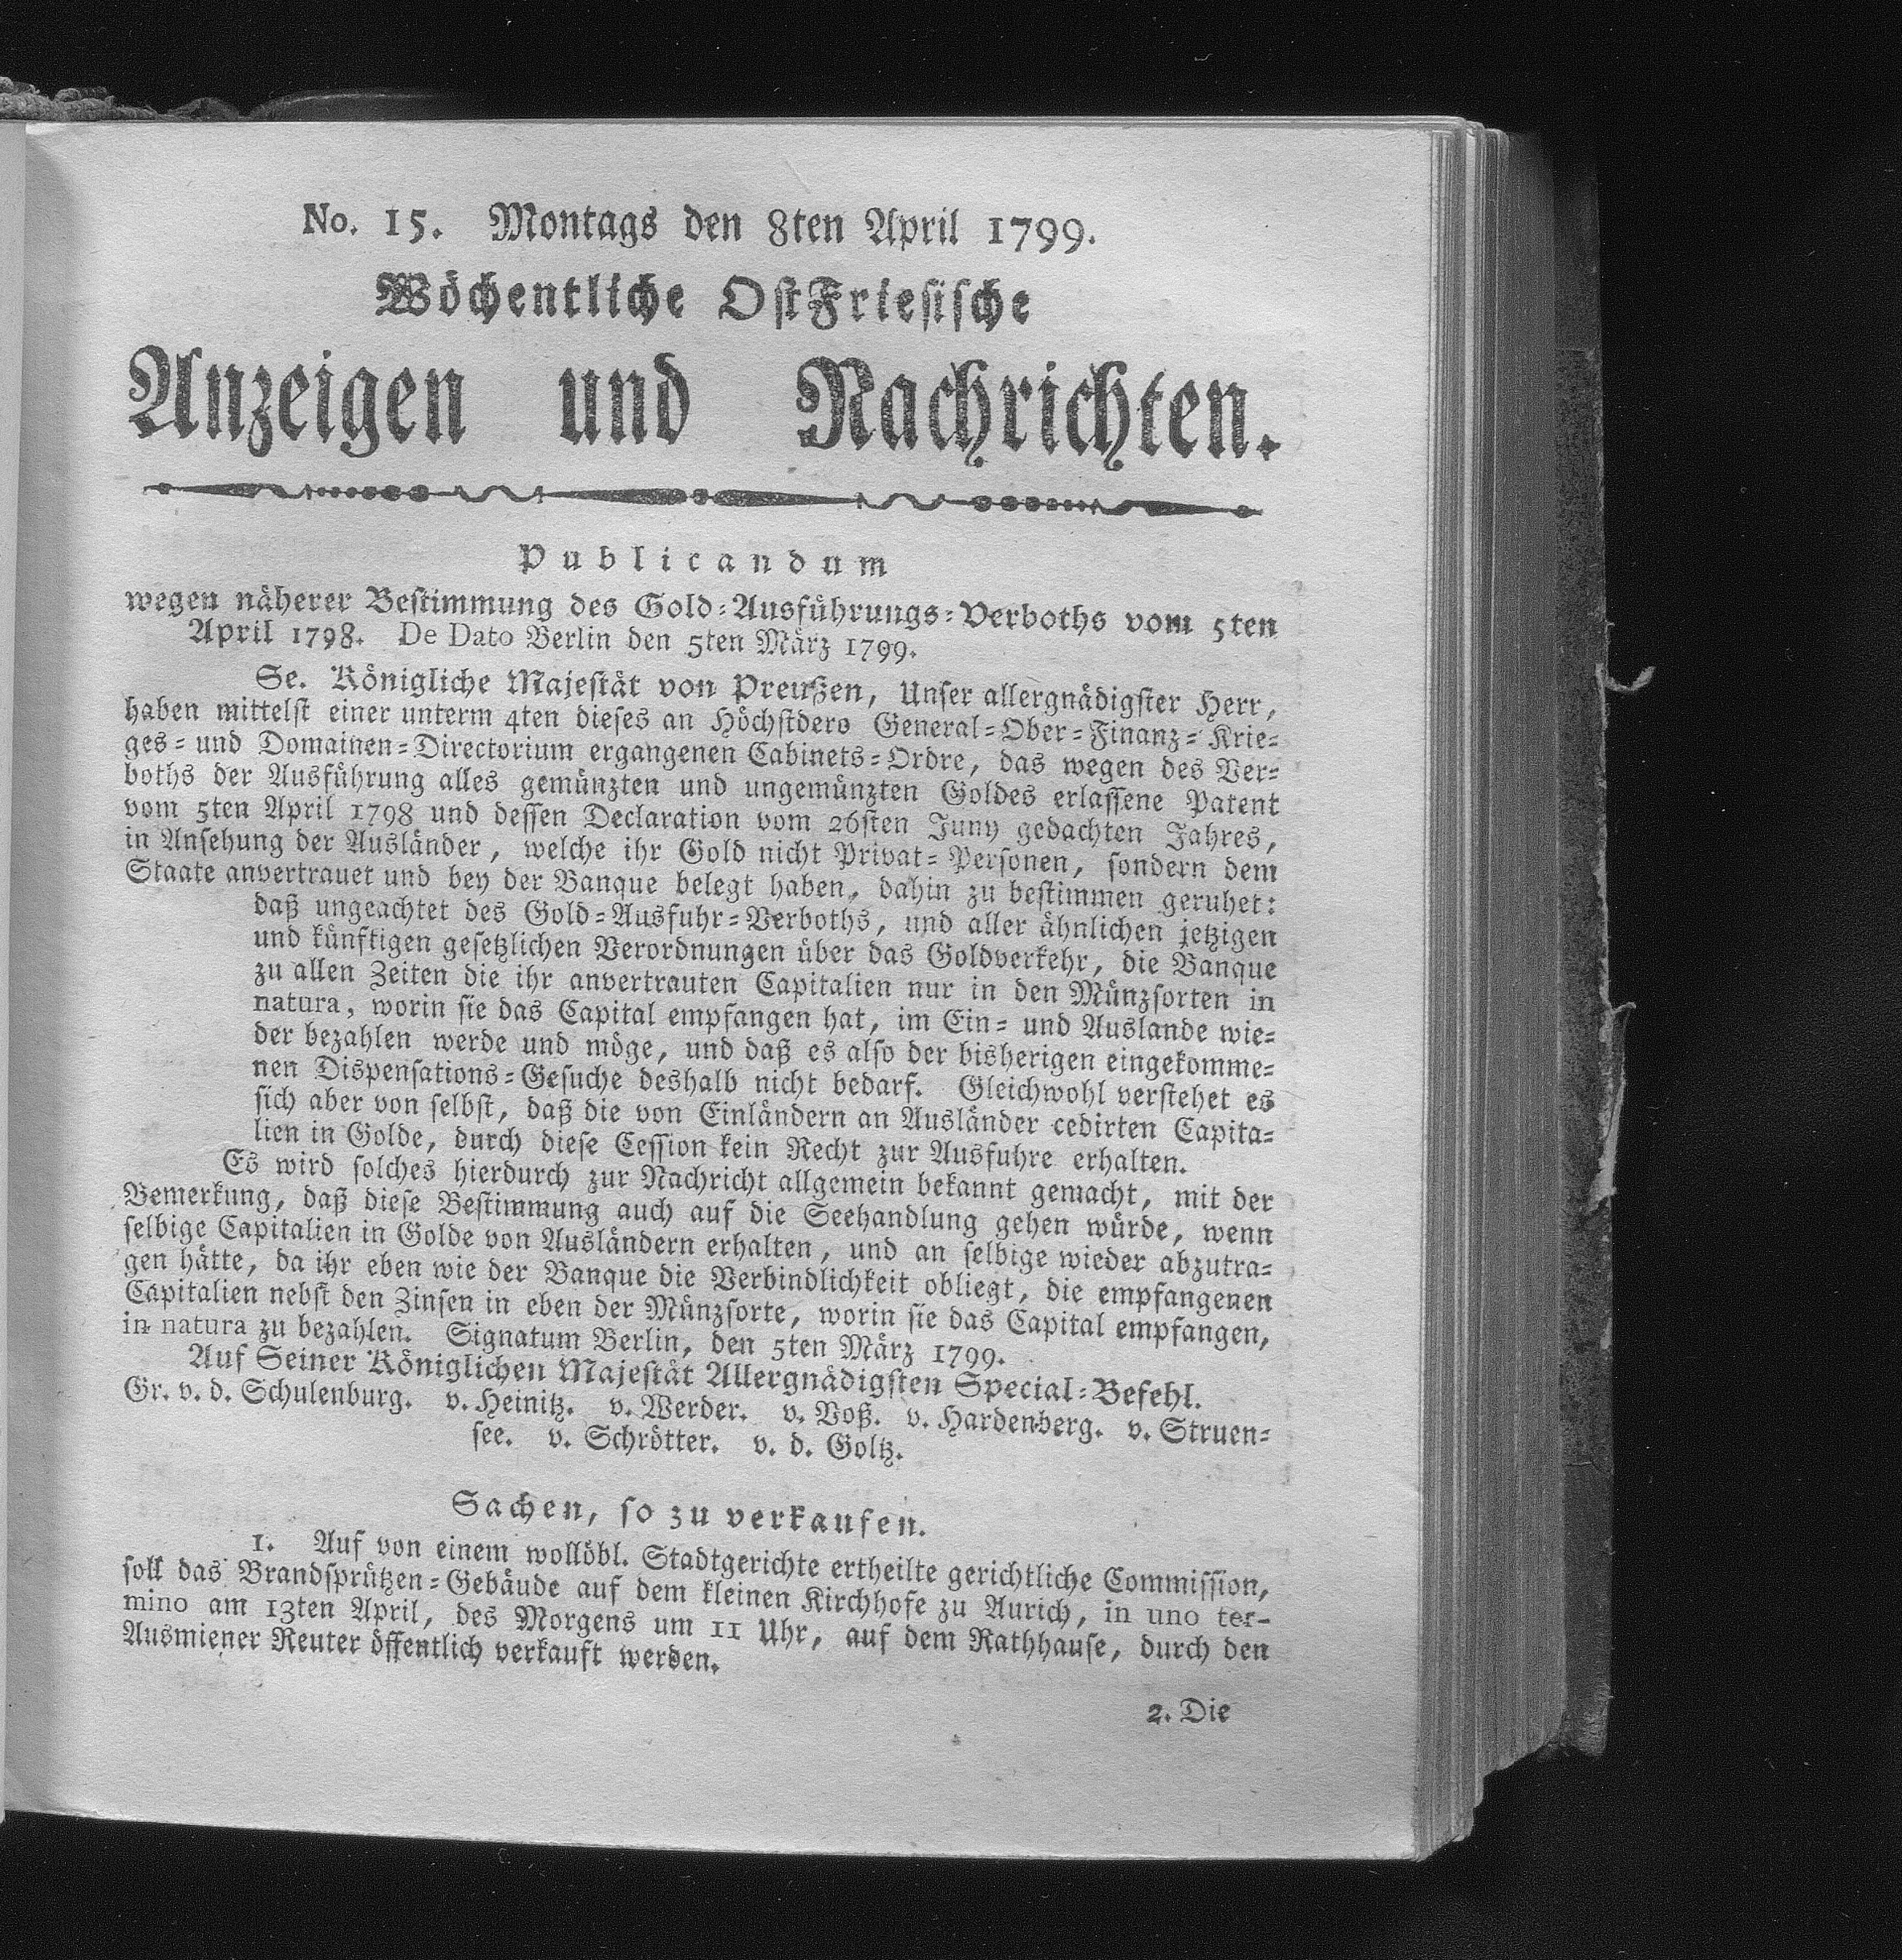 No. 15. Montags den 8ten April 1799.
Wöchentliche OstFriesische
Anzeigen und Nachrichten.
Publicandum
wegen näherer Bestimmung des Gold-Ausführungs-Verboths vom 5ten
April 1798. De Dato Berlin den 5ten März 1799.
Se. Königliche Majestät von Preußen, Unser allergnädigster Herr,
haben mittelst einer unterm 4ten dieses an Höchstdero General-Ober-Finanz-Krie-
ges- und Domainen-Directorium ergangenen Cabinets-Ordre, das wegen des Ver-
boths der Ausführung alles gemünzten und ungemünzten Goldes erlassene Patent
vom 5ten April 1798 und dessen Declaration vom 26sten Juny gedachten Jahres,
in Ansehung der Ausländer, welche ihr Gold nicht Privat-Personen, sondern dem
Staate anvertrauet und bey der Banque belegt haben, dahin zu bestimmen geruhet:
daß ungeachtet des Gold-Ausfuhr-Verboths, und aller ähnlichen jetzigen
und künftigen gesetzlichen Verordnungen über das Goldverkehr, die Banque
zu allen Zeiten die ihr anvertrauten Capitalien nur in den Münzsorten in
natura, worin sie das Capital empfangen hat, im Ein- und Auslande wie-
der bezahlen werde und möge, und daß es also der bisherigen eingekomme-
nen Dispensations-Gesuche deshalb nicht bedarf. Gleichwohl verstehet es
sich aber von selbst, daß die von Einländern an Ausländer cedirten Capita-
lien in Golde, durch diese Cession kein Recht zur Ausfuhre erhalten.
Es wird solches hierdurch zur Nachricht allgemein bekannt gemacht, mit der
Bemerkung, daß diese Bestimmung auch auf die Seehandlung gehen würde, wenn
selbige Capitalien in Golde von Ausländern erhalten, und an selbige wieder abzutra-
gen hätte, da ihr eben wie der Banque die Verbindlichkeit obliegt, die empfangenen
Capitalien nebst den Zinsen in eben der Münzsorte, worin sie das Capital empfangen,
in natura zu bezahlen. Signatum Berlin, den 5ten März 1799.
Auf Seiner Königlichen Majestät Allergnädigsten Special-Befehl.
Gr. v. d. Schulenburg. v. Heinitz. v. Werder. v. Voß. v. Hardenberg. v. Struen-
see. v. Schrötter. v. d. Goltz.
Sachen, so zu verkaufen.
1. Auf von einem wollöbl. Stadtgerichte ertheilte gerichtliche Commission,
soll das Brandsprützen-Gebäude auf dem kleinen Kirchhofe zu Aurich, in uno ter-
mino am 13ten April, des Morgens um 11 Uhr, auf dem Rathhause, durch den
Ausmiener Reuter öffentlich verkauft werden.
2. Die